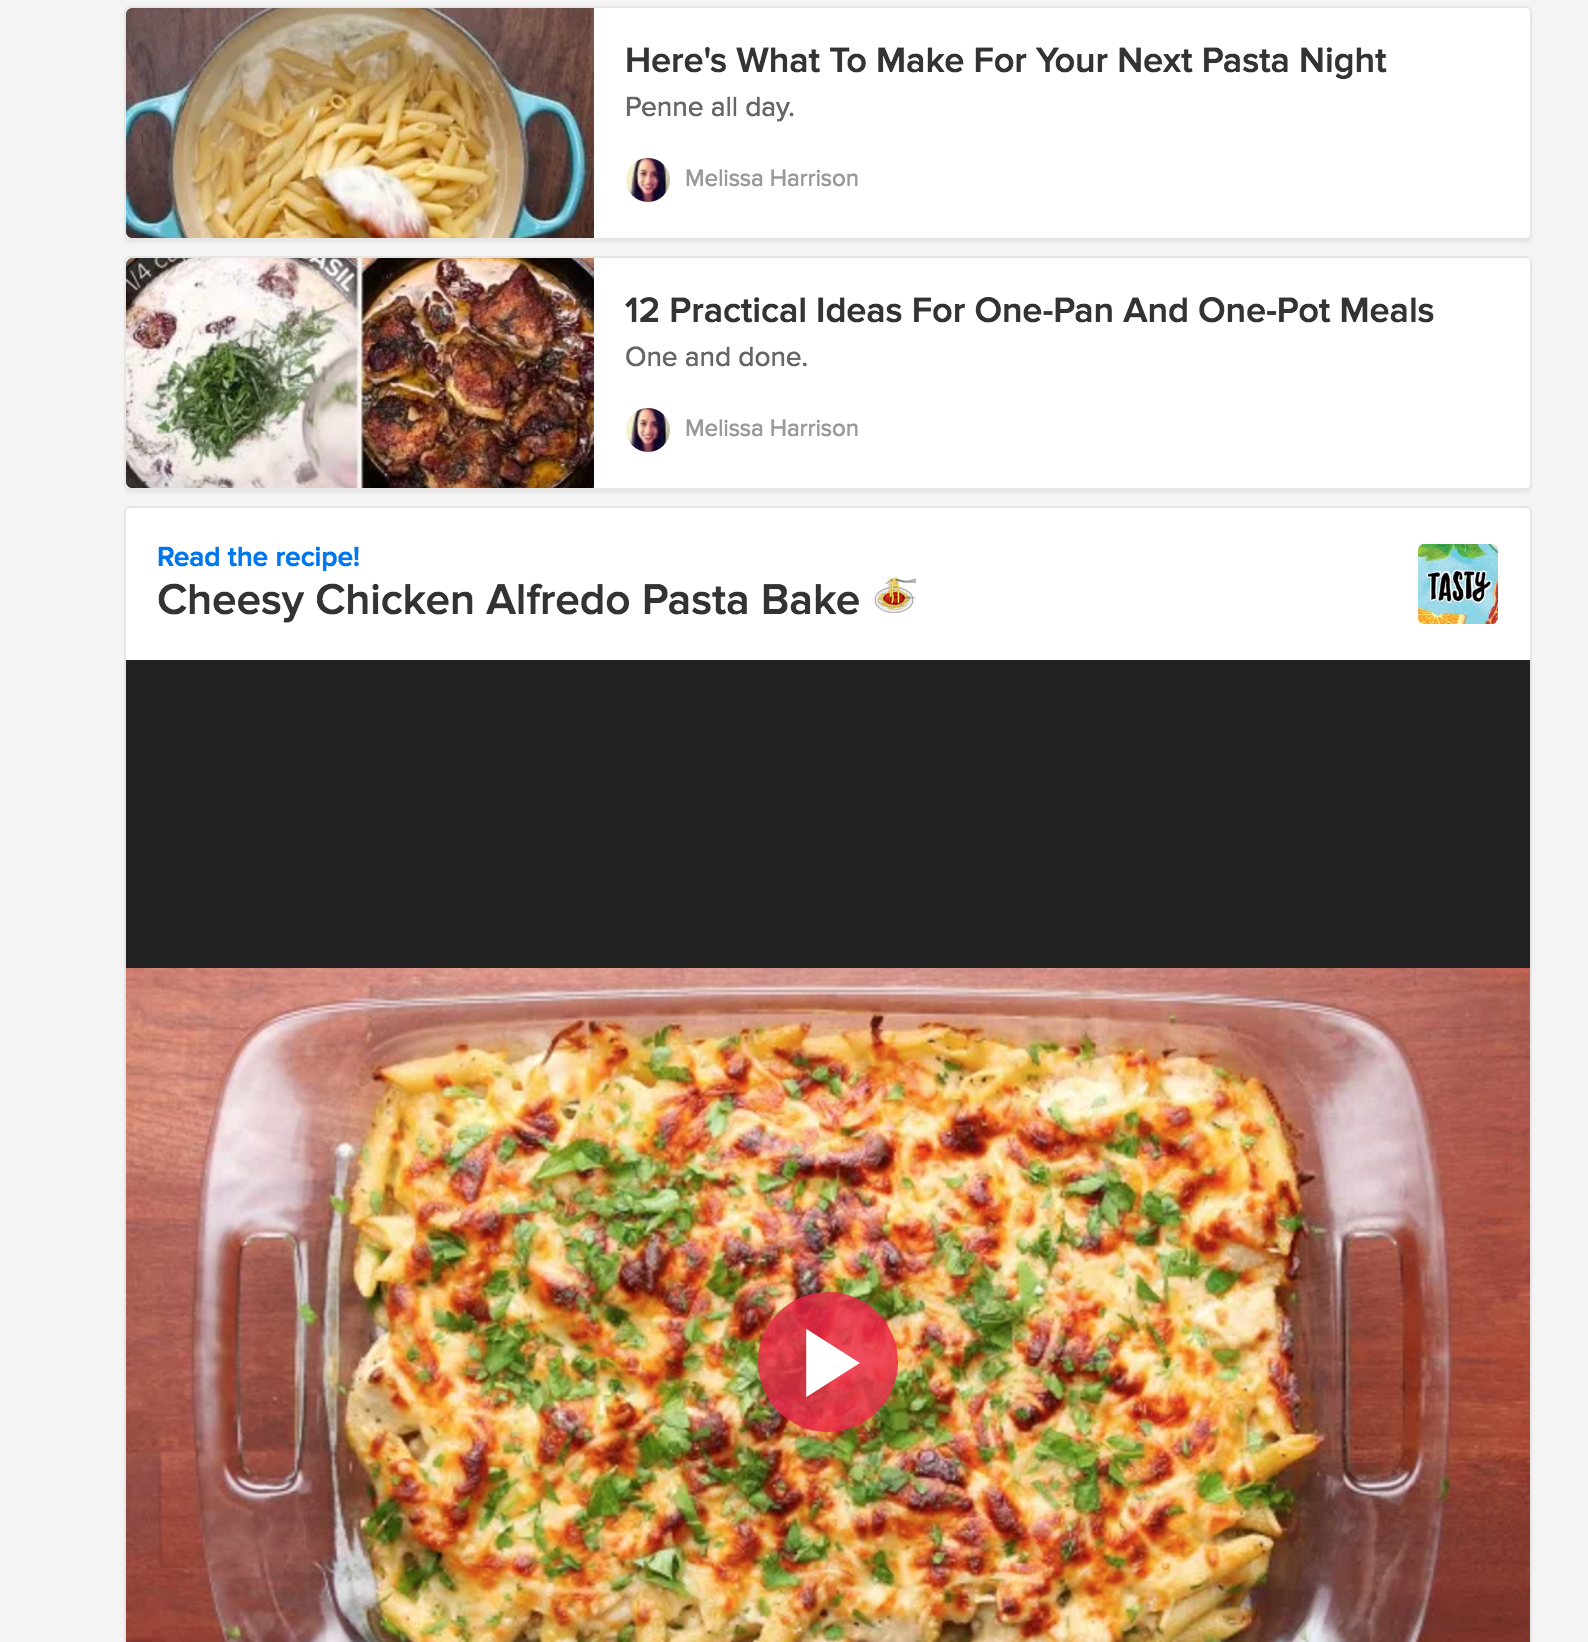 Here's What To Make For Your Next Pasta Night
Penne all day.
Melissa Harrison
1/4 CU
ASIL
12 Practical Ideas For One-Pan And One-Pot Meals
One and done.
Melissa Harrison
Read the recipe!
Cheesy Chicken Alfredo Pasta Bake
TASTY